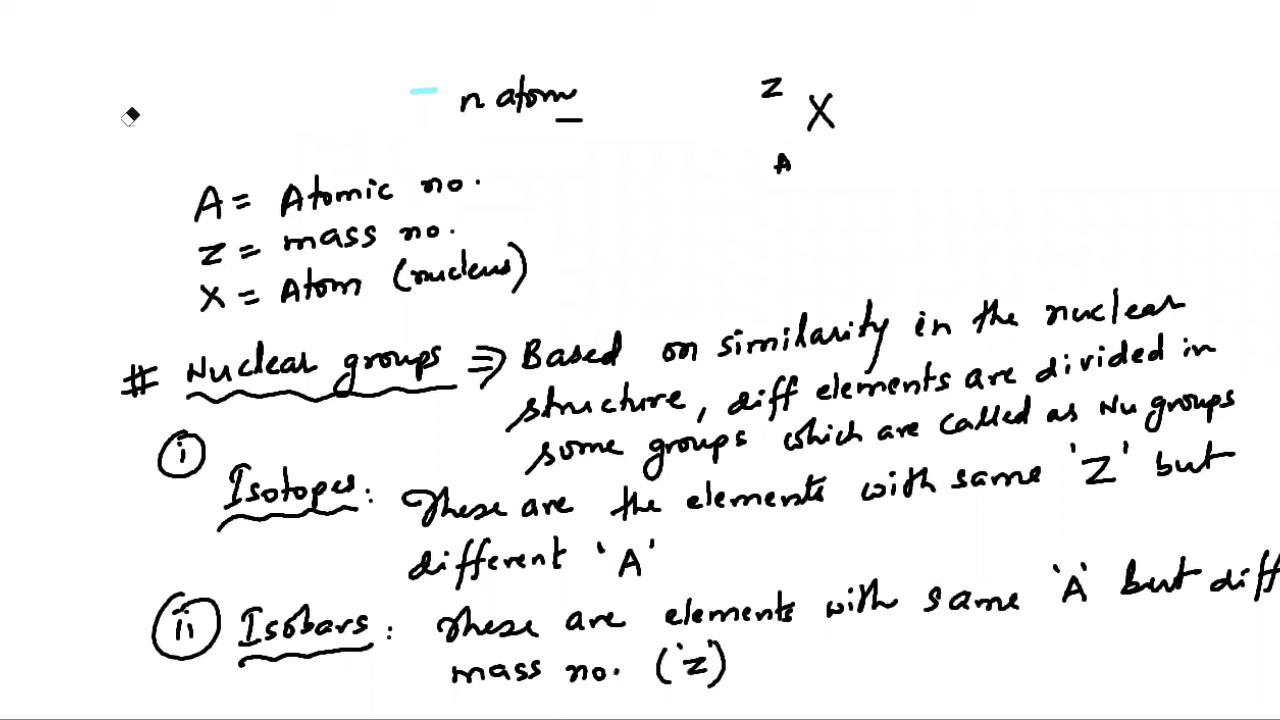 n atom
Z
X
A
A = Atomic no.
Z = mass no.
X = Atom (nucleus)
# Nuclear groups ⇒ Based on similarity in the nuclear
structure, diff elements are divided in
some groups which are called as Nu groups
i
Isotopes : These are the elements with same 'Z' but
different 'A'
ii Isobars : These are elements with same 'A' but diff
mass no. ('z')